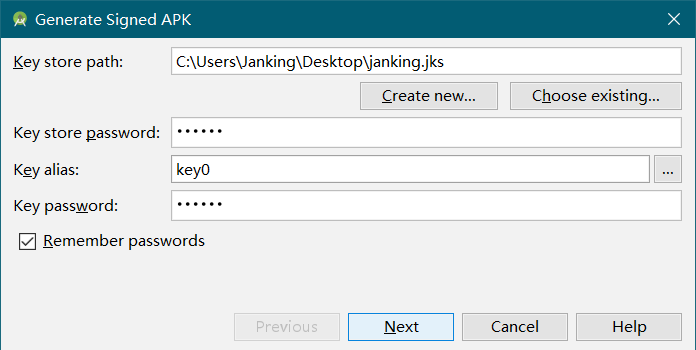 Generate Signed APK
Key store path: C:\Users\Janking\Desktop\janking.jks
Create new... Choose existing...
Key store password: ••••••
Key alias: key0 ...
Key password: ••••••
Remember passwords
Previous Next Cancel Help